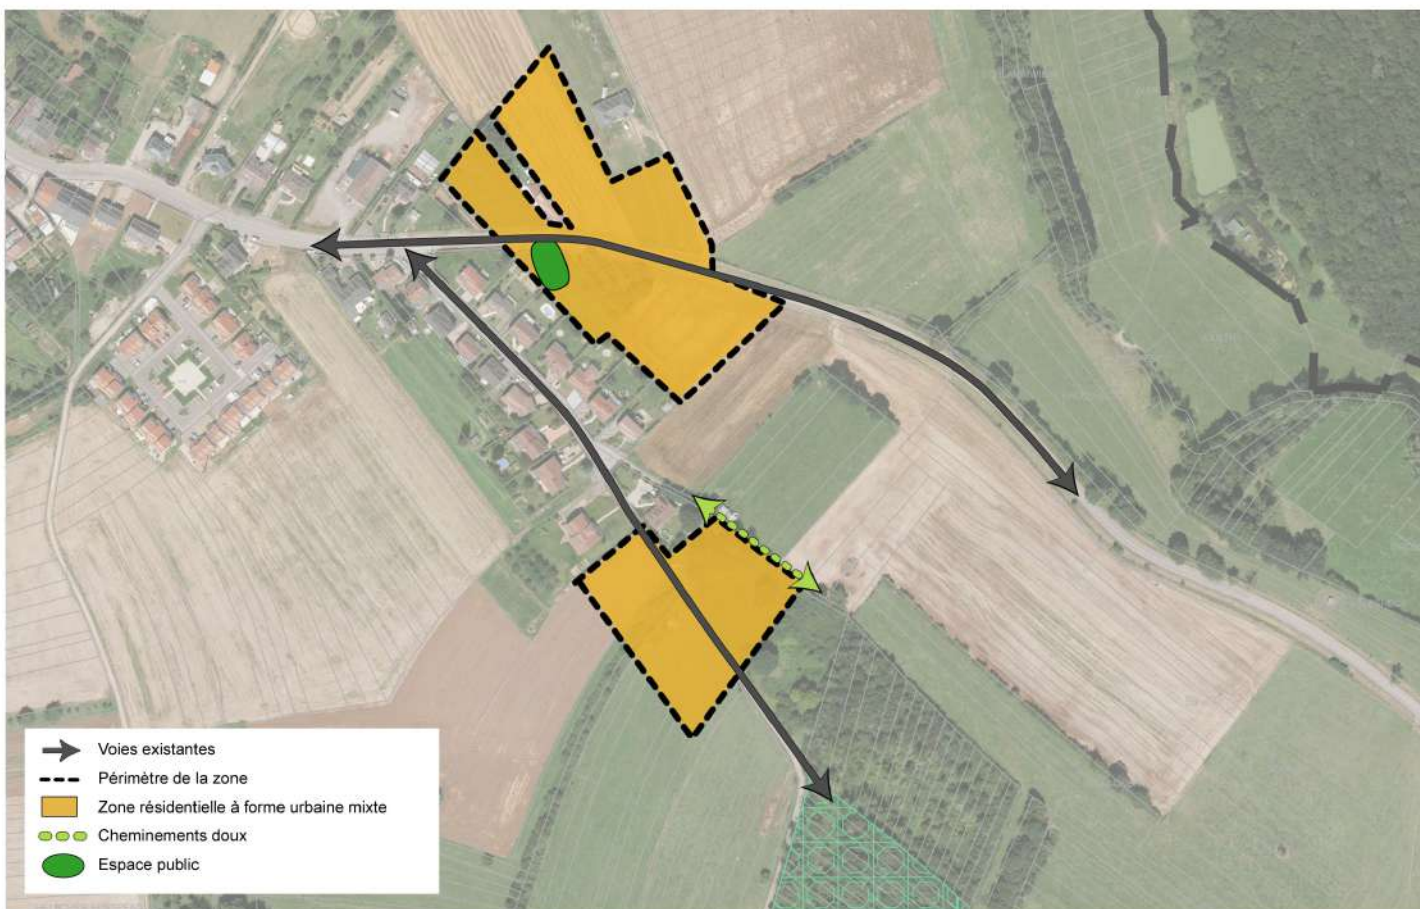 Voies existantes
Périmètre de la zone
Zone résidentielle à forme urbaine mixte
Cheminements doux
Espace public